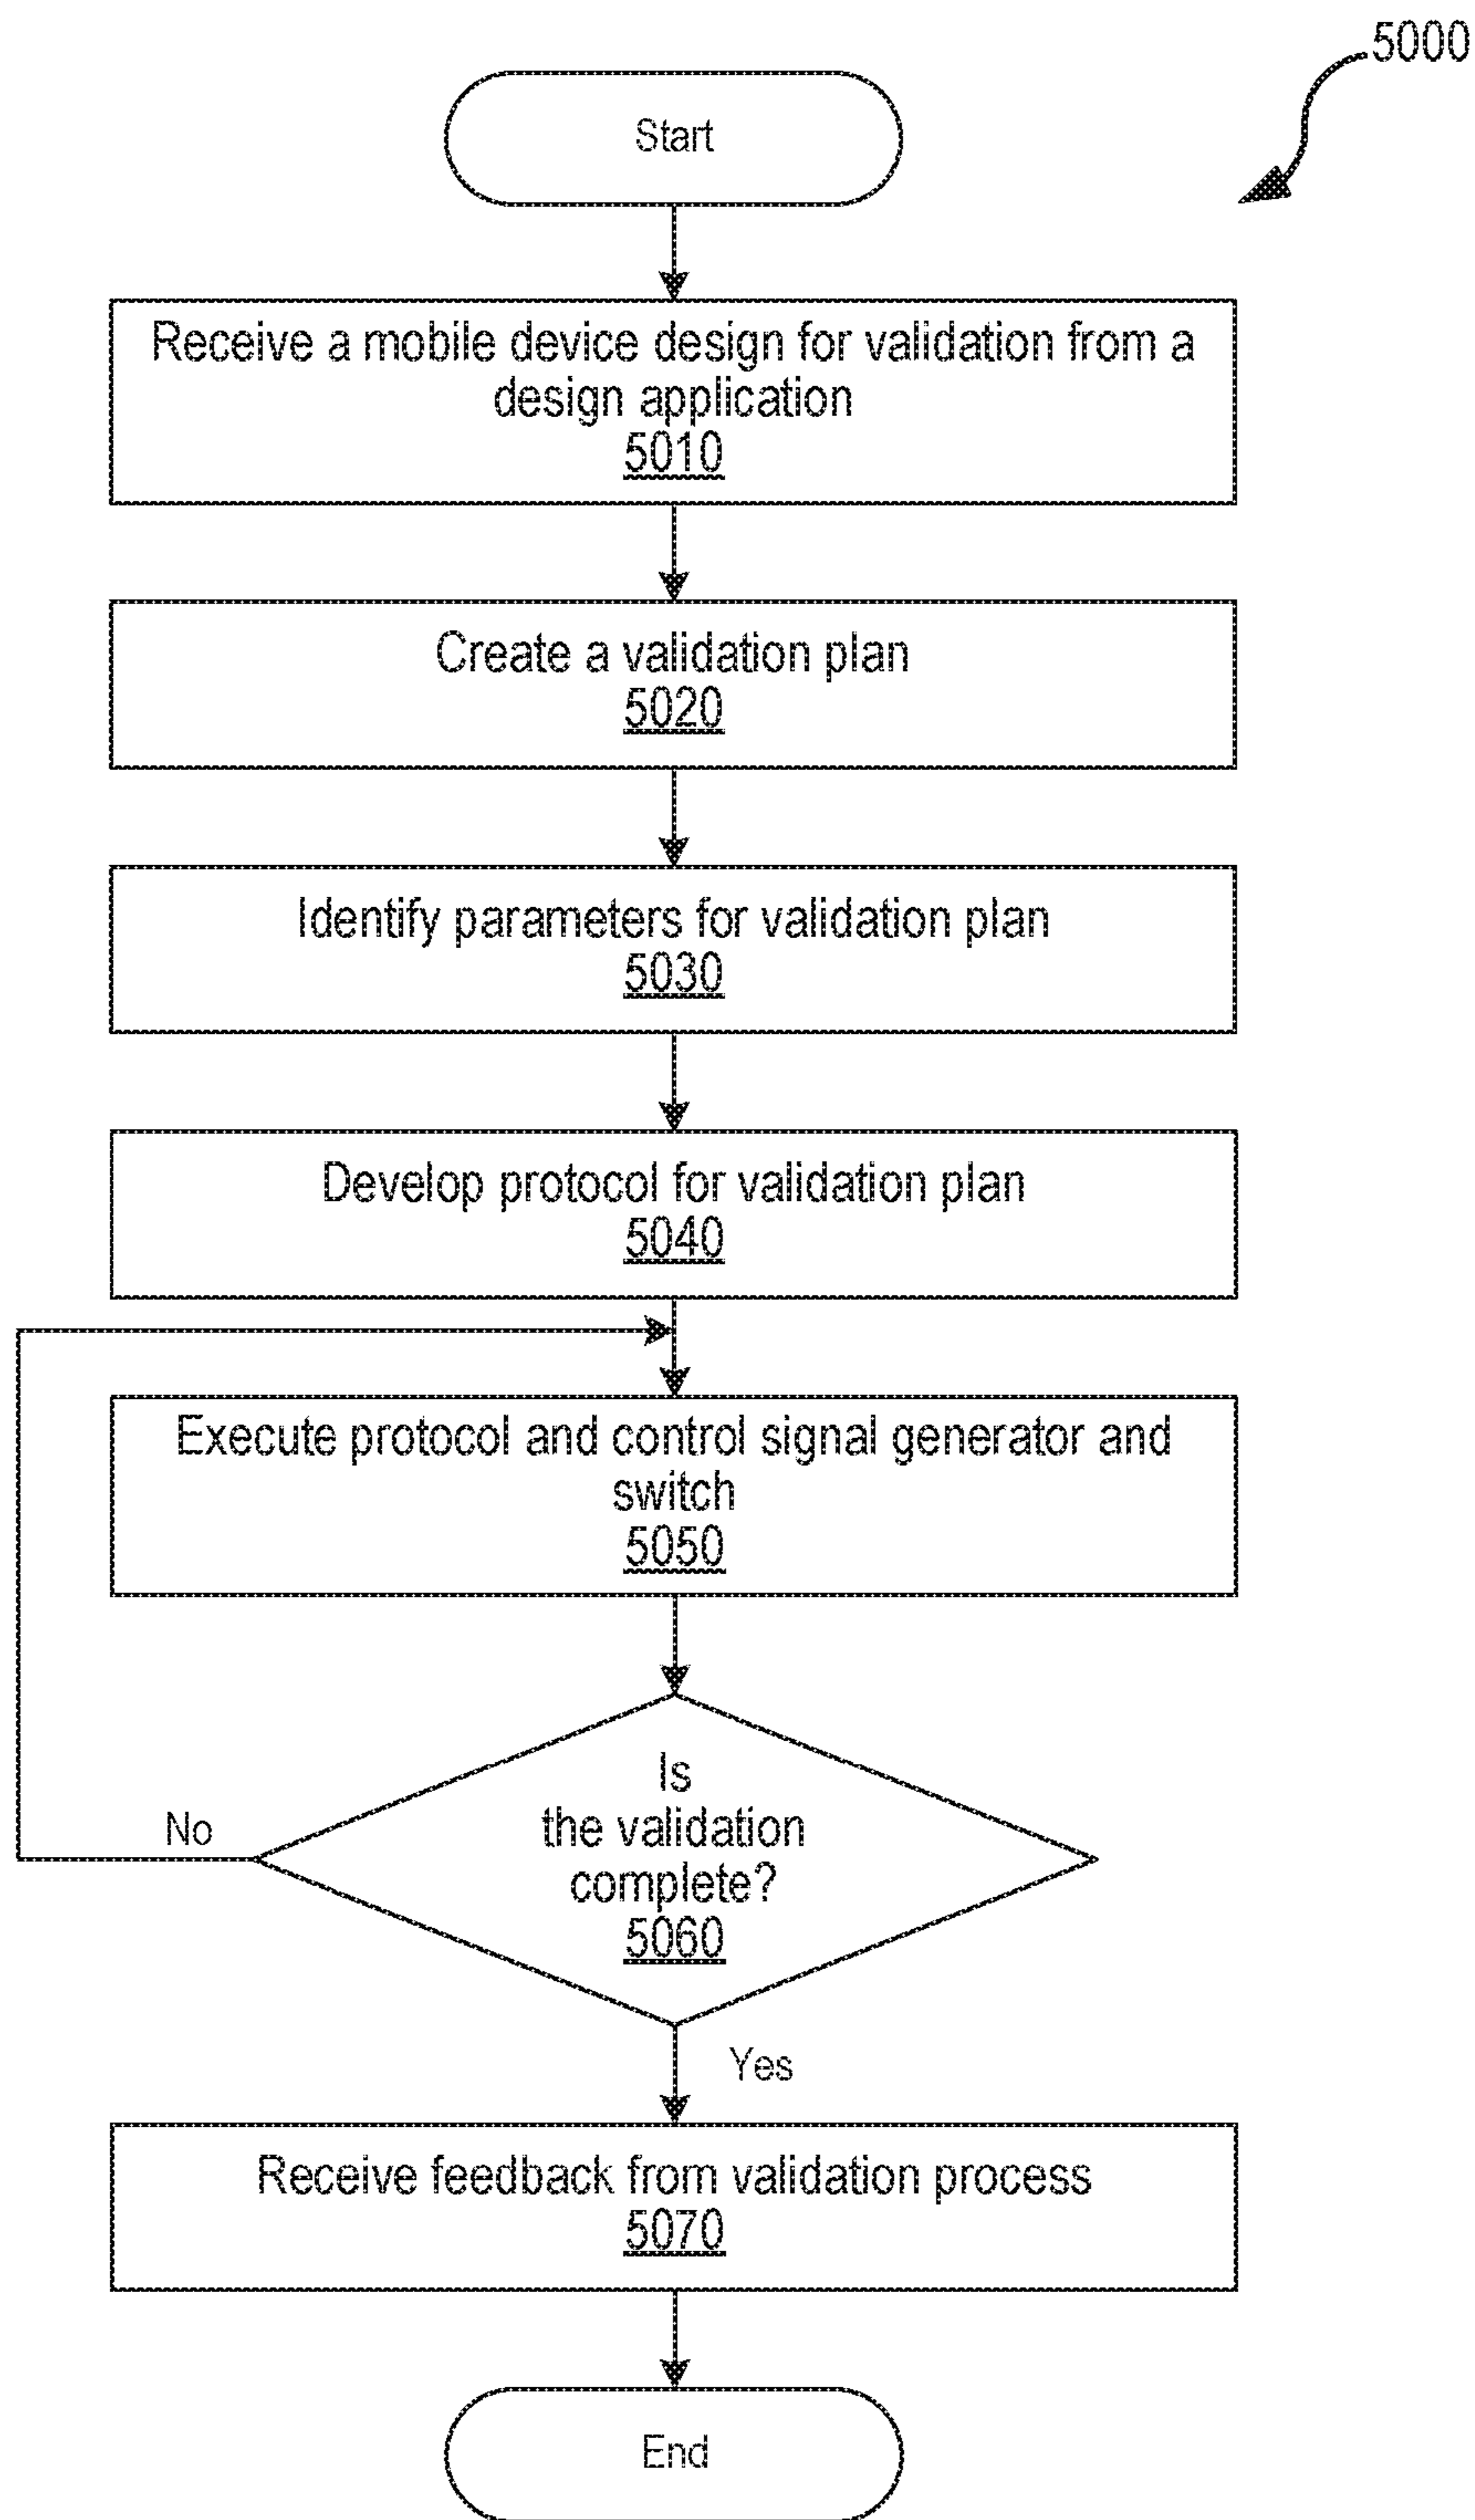 5000
Start
Receive a mobile device design for validation from a
design application
5010
Create a validation plan
5020
Identify parameters for validation plan
5030
Develop protocol for validation plan
5040
Execute protocol and control signal generator and
switch
5050
Is
the validation
complete?
5060
No
Yes
Receive feedback from validation process
5070
End